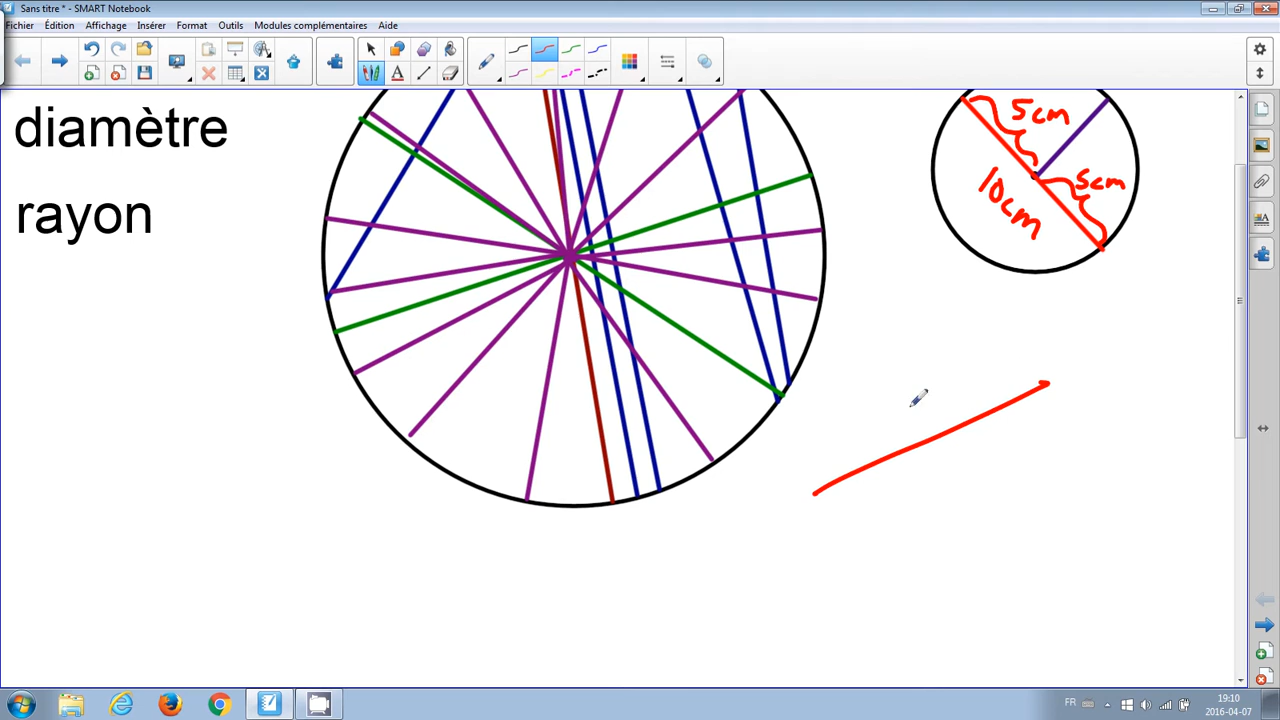 Sans titre * - SMART Notebook
Fichier Édition Affichage Insérer Format Outils Modules complémentaires Aide
diamètre
rayon
5cm
5cm
10cm
FR
19:10
2016-04-07